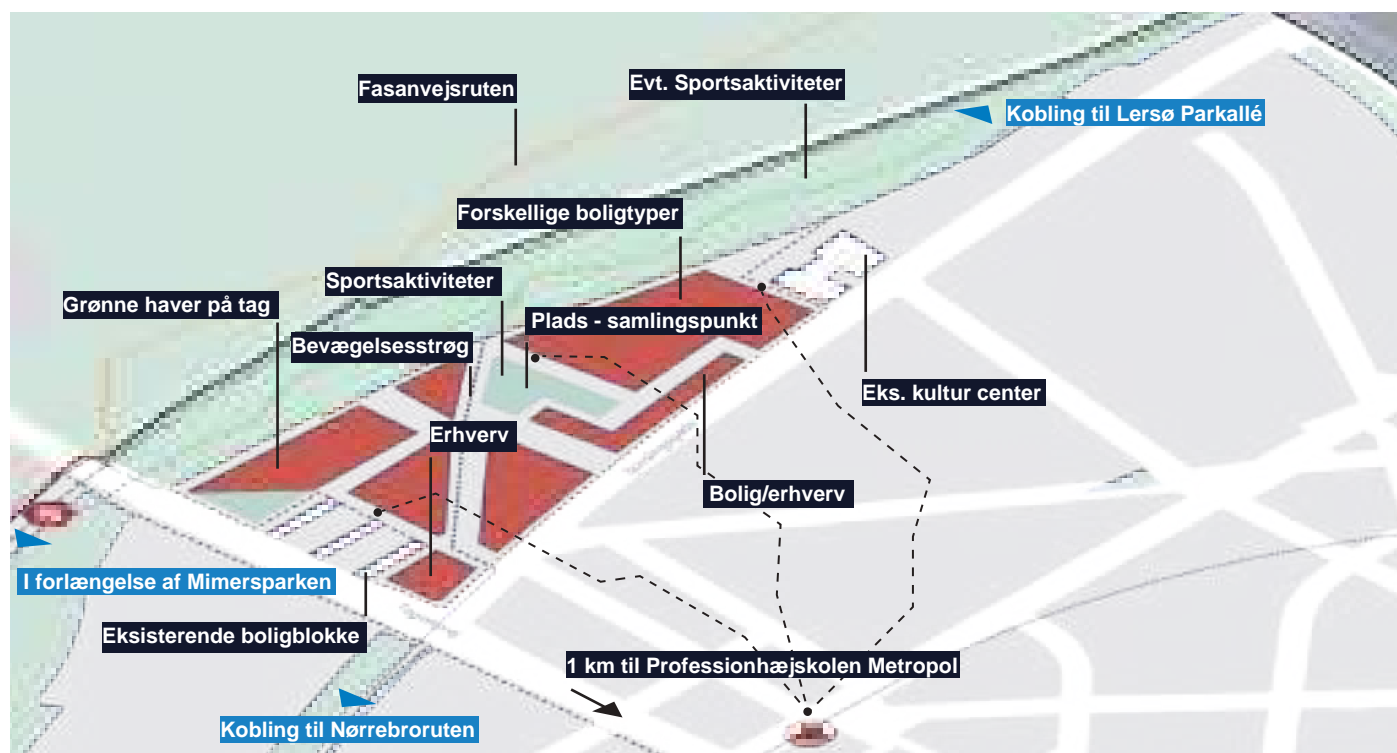 Fasanvejsruten
Evt. Sportsaktiviteter
Kobling til Lersø Parkallé
Forskellige boligtyper
Sportsaktiviteter
Grønne haver på tag
Plads - samlingspunkt
Bevægelsesstrøg
Eks. kultur center
Erhverv
Bolig/erhverv
I forlængelse af Mimersparken
Eksisterende boligblokke
1 km til Professionhæjskolen Metropol
Kobling til Nørrebroruten